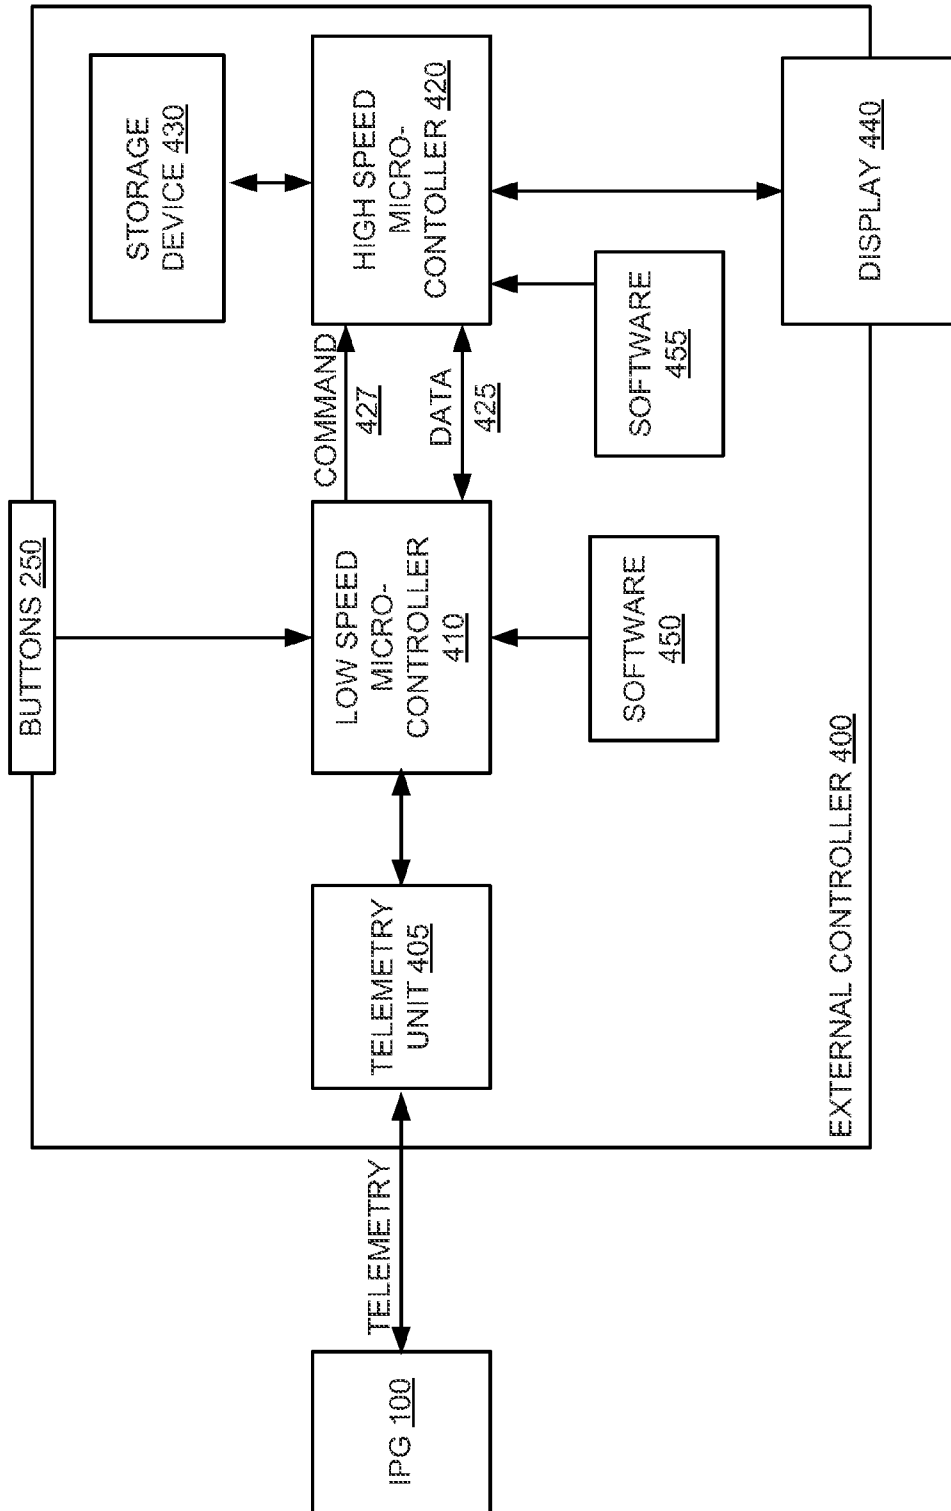 BUTTONS 250
STORAGE
DEVICE 430
IPG 100
TELEMETRY
TELEMETRY
UNIT 405
LOW SPEED
MICRO-
CONTROLLER
410
COMMAND
427
DATA
425
HIGH SPEED
MICRO-
CONTOLLER
420
SOFTWARE
450
SOFTWARE
455
EXTERNAL CONTROLLER 400
DISPLAY 440